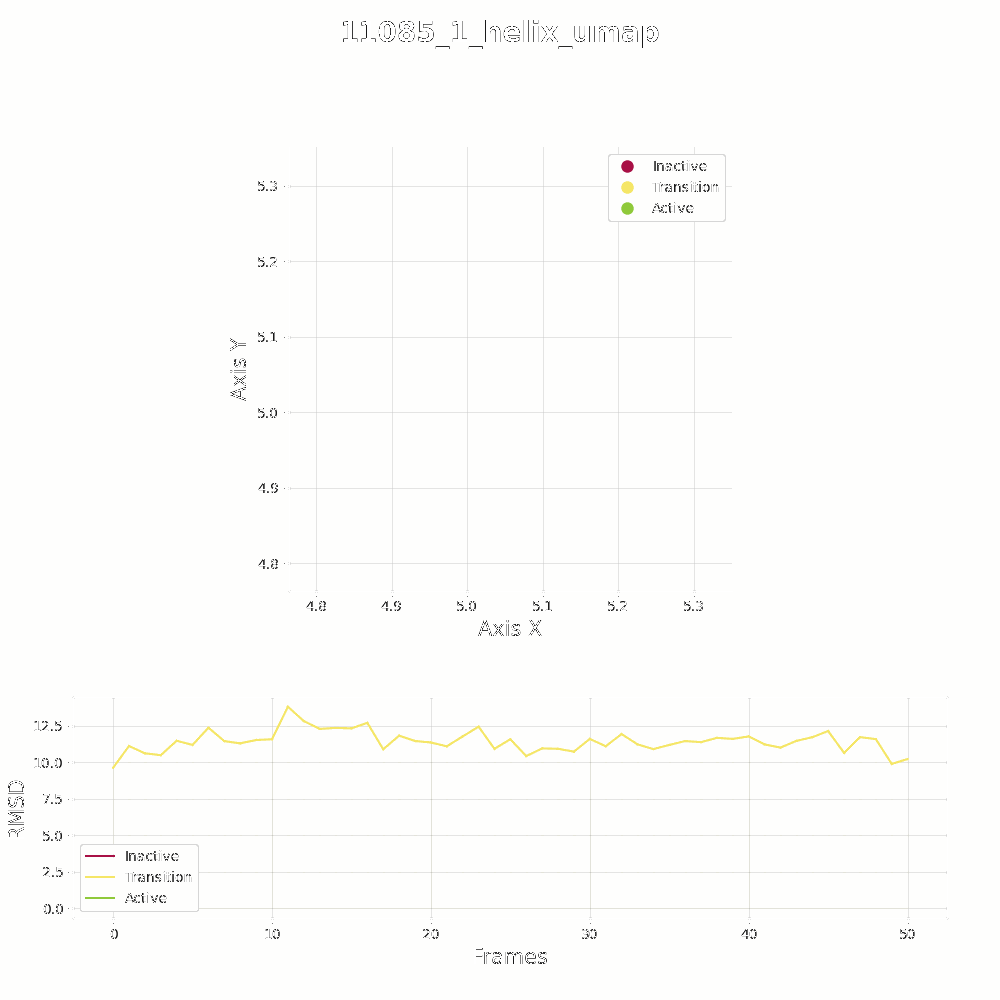 11085_1_helix_umap
Inactive
Transition
Active
5.3
5.2
5.1
5.0
4.9
4.8
Axis Y
4.8 4.9 5.0 5.1 5.2 5.3
Axis X
12.5
10.0
7.5
5.0
2.5
0.0
RMSD
Inactive
Transition
Active
0 10 20 30 40 50
Frames